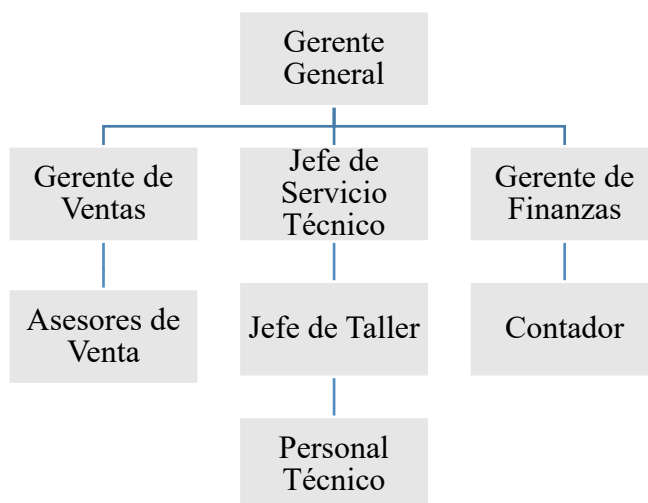 Gerente
General
Gerente de
Ventas
Jefe de
Servicio
Técnico
Gerente de
Finanzas
Asesores de
Venta
Jefe de Taller
Contador
Personal
Técnico